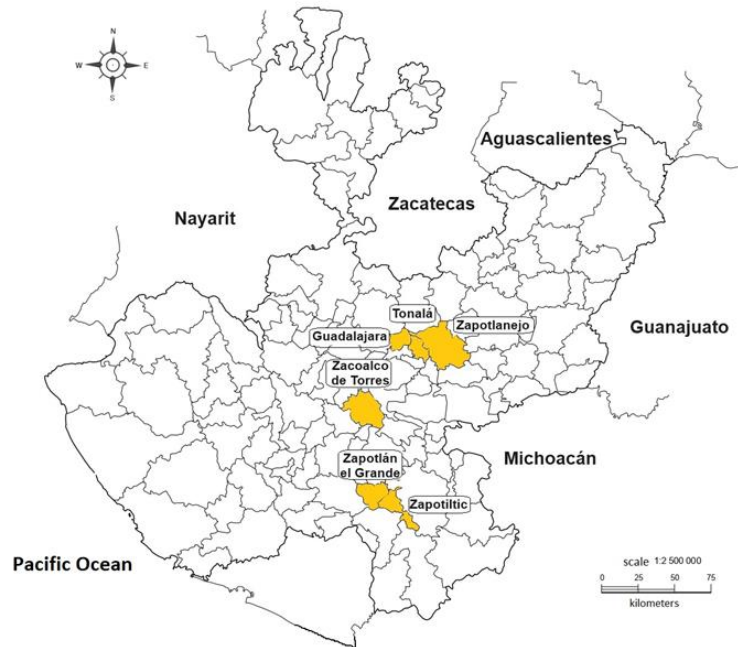 N
W E
S
Aguascalientes
Zacatecas
Nayarit
Tonalá
Zapotlanejo
Guadalajara
Guanajuato
Zacoalco
de Torres
Zapotlán
el Grande
Michoacán
Zapotiltic
Pacific Ocean
scale 1:2 500 000
0 25 50 75
kilometers